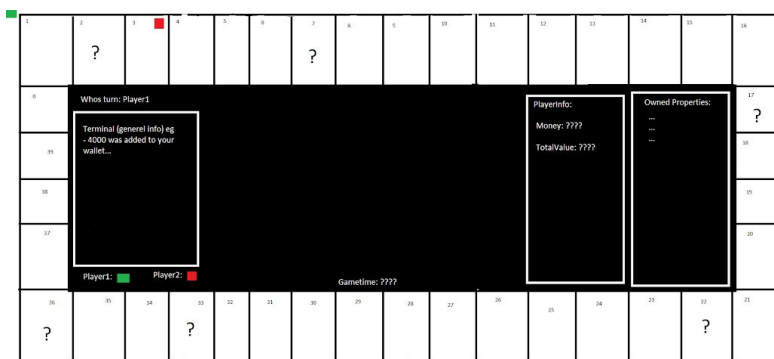 1 2 3 4 5 6 7 8 9 10 11 12 13 14 15 16
? ?
0 Whos turn: Player1 PlayerInfo: Owned Properties: 17
?
Terminal (generel info) eg
- 4000 was added to your
wallet...
Money: ????
TotalValue: ????
...
...
...
39 18
38 19
37 20
Player1: Player2:
Gametime: ????
36 35 34 33 32 31 30 29 28 27 26 25 24 23 22 21
? ? ?